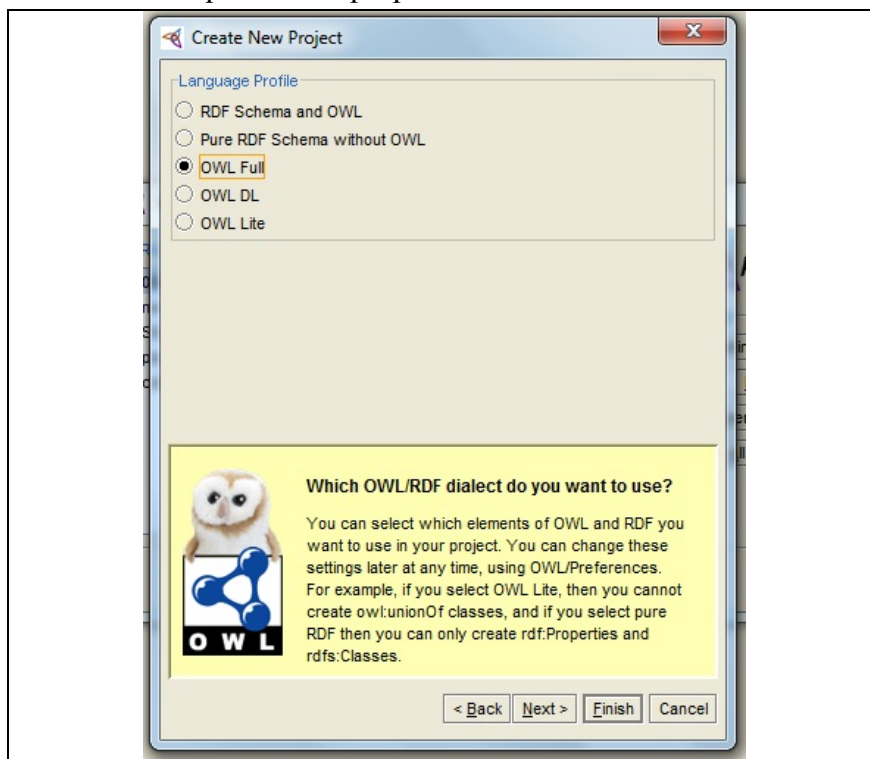 Create New Project
Language Profile
RDF Schema and OWL
Pure RDF Schema without OWL
OWL Full
OWL DL
OWL Lite
Which OWL/RDF dialect do you want to use?
You can select which elements of OWL and RDF you
want to use in your project. You can change these
settings later at any time, using OWL/Preferences.
For example, if you select OWL Lite, then you cannot
create owl:unionOf classes, and if you select pure
RDF then you can only create rdf:Properties and
rdfs:Classes.
OWL
< Back Next > Finish Cancel